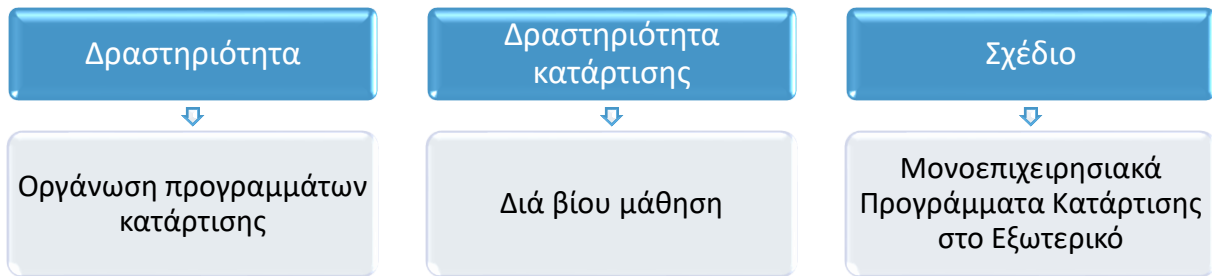 Δραστηριότητα
Οργάνωση προγραμμάτων
κατάρτισης
Δραστηριότητα
κατάρτισης
Διά βίου μάθηση
Σχέδιο
Μονοεπιχειρησιακά
Προγράμματα Κατάρτισης
στο Εξωτερικό